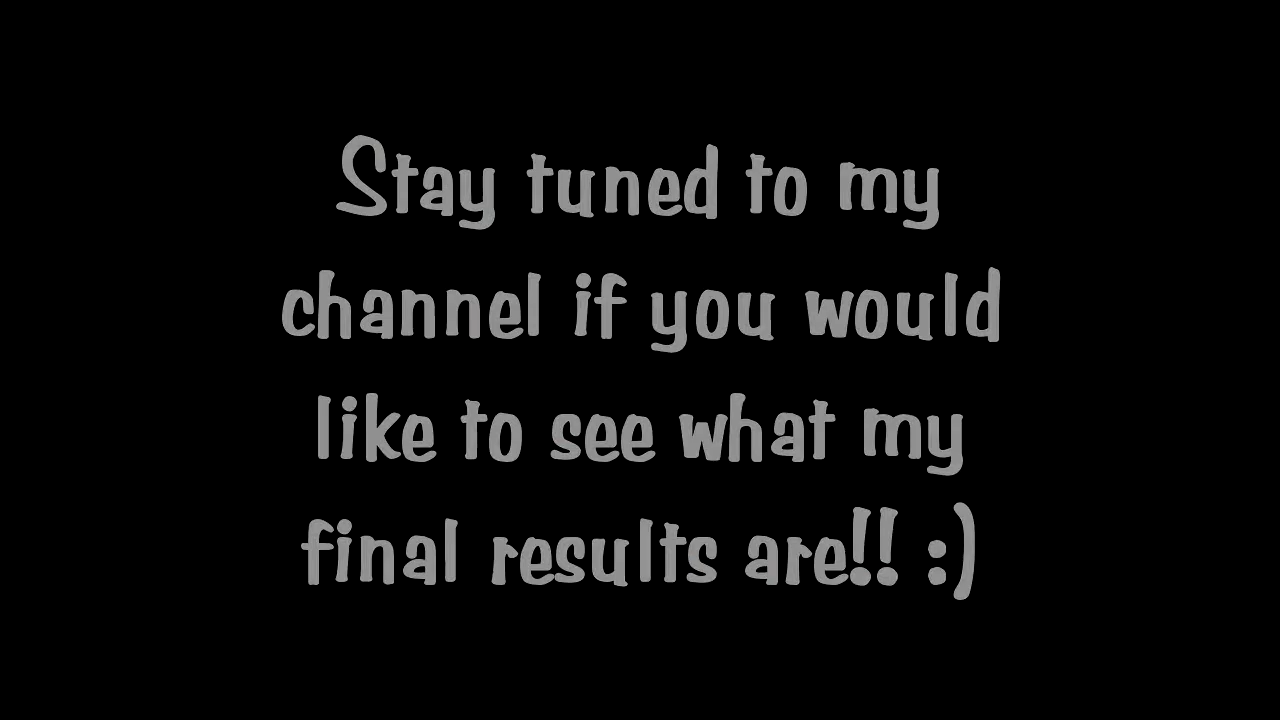 Stay tuned to my
channel if you would
like to see what my
final results are!! :)